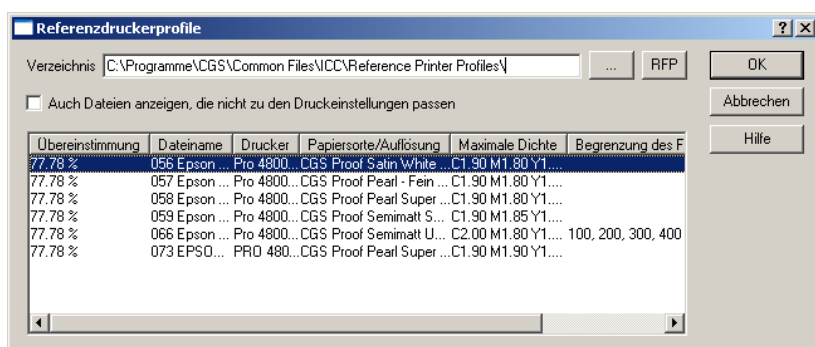 Referenzdruckerprofile
Verzeichnis C:\Programme\CGS\Common Files\ICC\Reference Printer Profiles\ ... RFP OK
Auch Dateien anzeigen, die nicht zu den Druckeinstellungen passen Abbrechen
Hilfe
Übereinstimmung Dateiname Drucker Papiersorte/Auflösung Maximale Dichte Begrenzung des F
77.78 % 056 Epson ... Pro 4800... CGS Proof Satin White ... C1.90 M1.80 Y1....
77.78 % 057 Epson ... Pro 4800... CGS Proof Pearl - Fein ... C1.90 M1.80 Y1....
77.78 % 058 Epson ... Pro 4800... CGS Proof Pearl Super ... C1.90 M1.80 Y1....
77.78 % 059 Epson ... Pro 4800... CGS Proof Semimatt S... C1.90 M1.85 Y1....
77.78 % 066 Epson ... Pro 4800... CGS Proof Semimatt U... C2.00 M1.80 Y1.... 100, 200, 300, 400
77.78 % 073 EPSO... PRO 480... CGS Proof Pearl Super ... C1.90 M1.90 Y1....